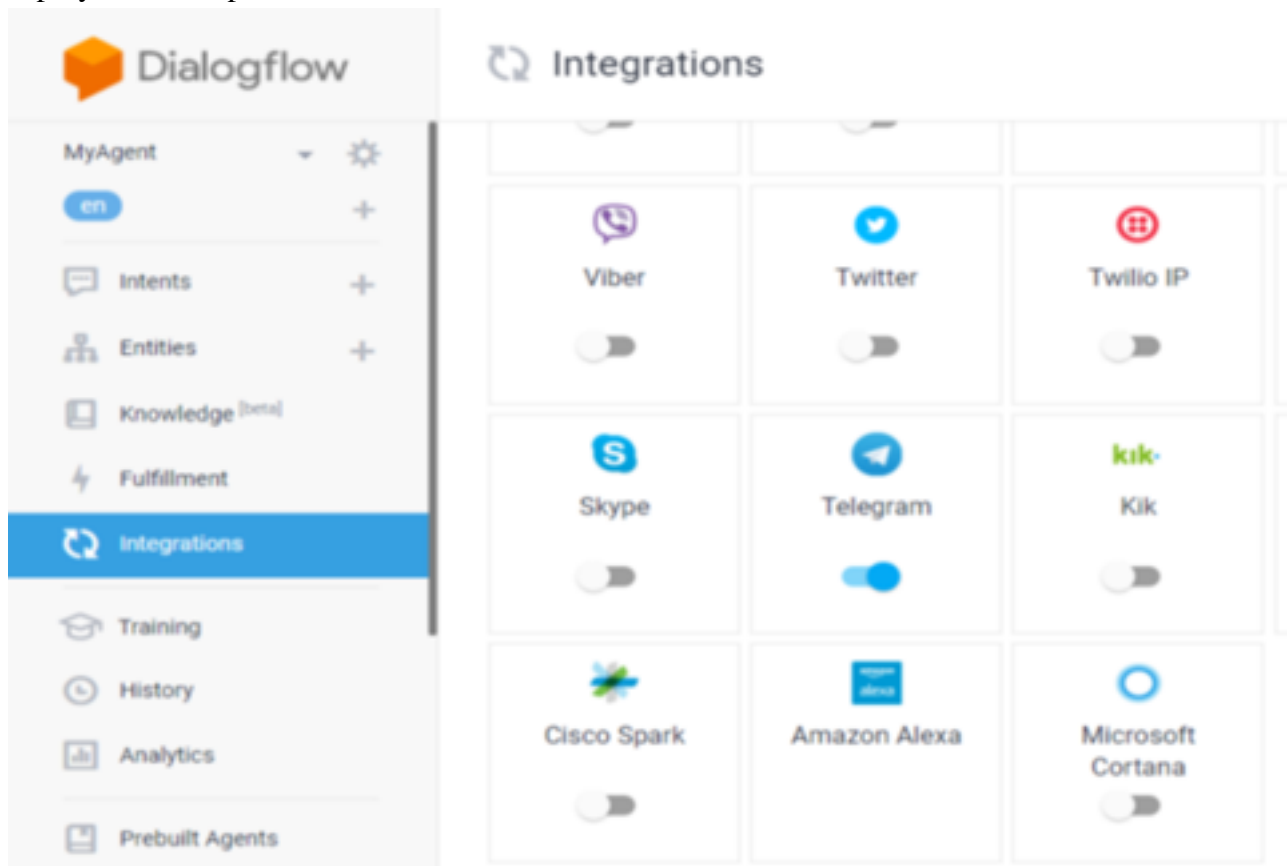 Dialogflow
Integrations
MyAgent
en
Intents
Entities
Knowledge [beta]
Fulfillment
Integrations
Training
History
Analytics
Prebuilt Agents
Viber
Twitter
Twilio IP
Skype
Telegram
kik.
Kik
Cisco Spark
alexa
Amazon Alexa
Microsoft
Cortana